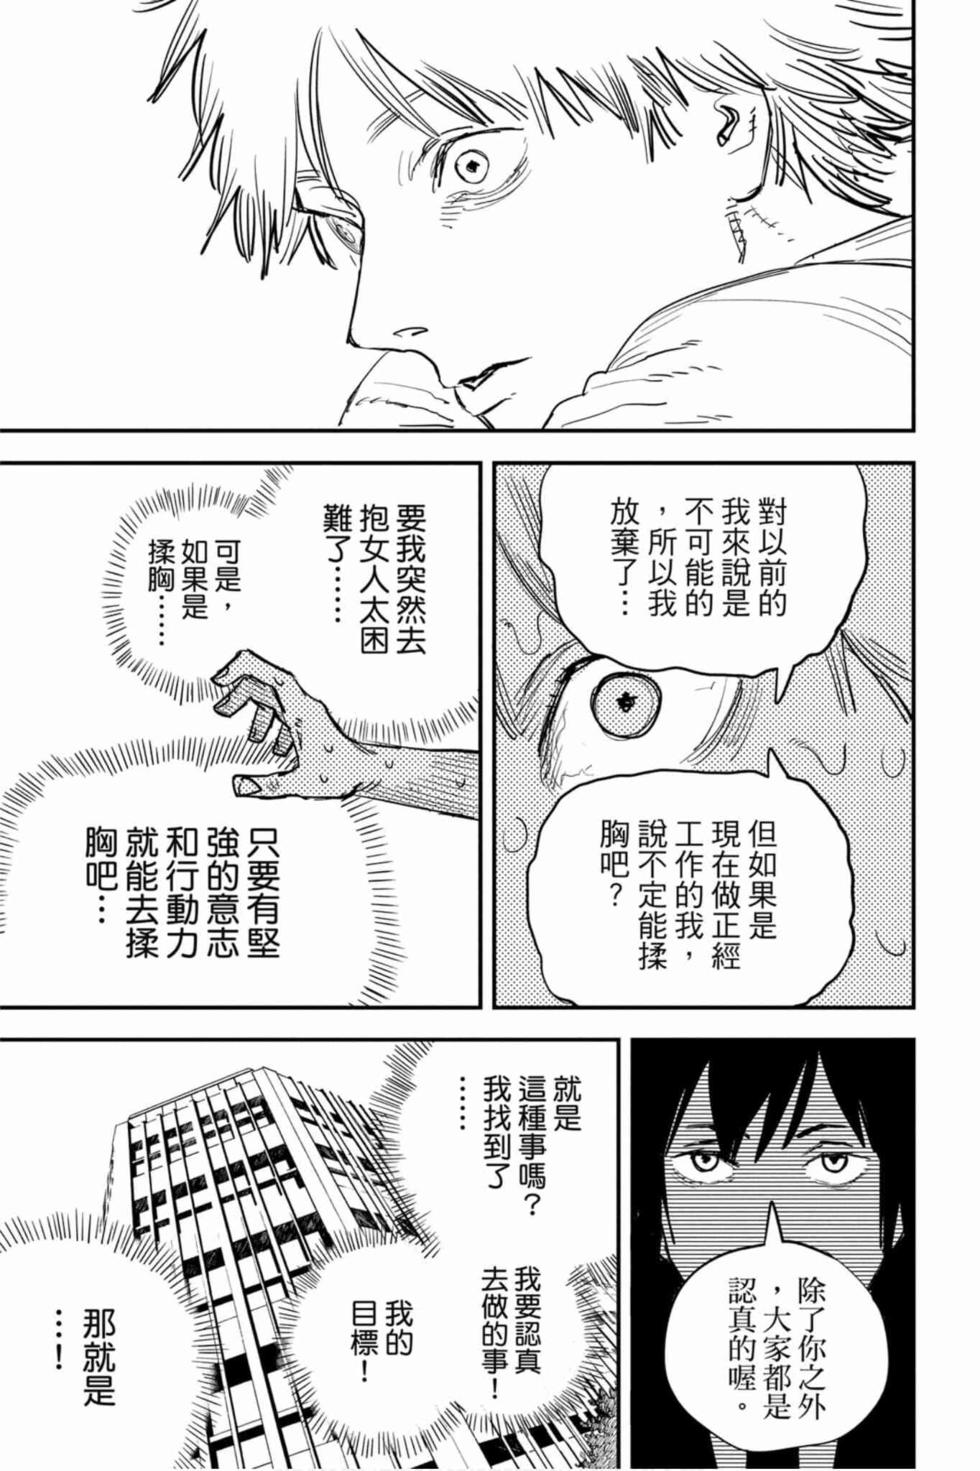 對以前的
我來說是
不可能的
，所以我
放棄了…
但如果是
現在做正經
工作的我，
說不定能揉
胸吧？
要我突然去
抱女人太困
難了……
可是，
如果是
揉胸……
只要有堅
強的意志
和行動力
就能去揉
胸吧…
除了你之外
，大家都是
認真的喔。
就是
這種事嗎？
我找到了
……
我要認真
去做的事！
我的
目標！
那就是
…！